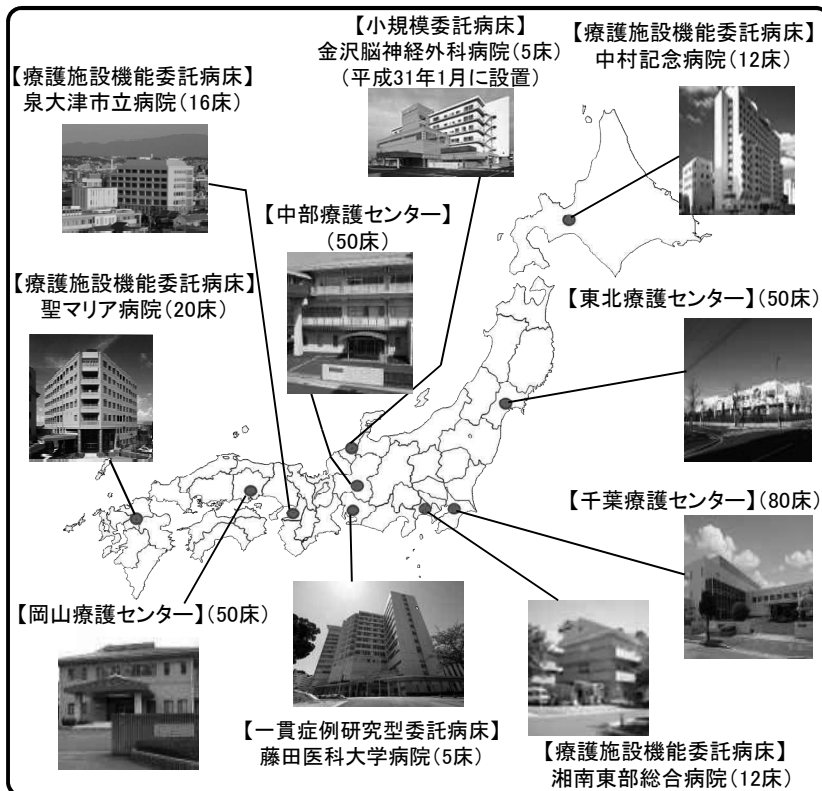 【小規模委託病床】
金沢脳神経外科病院(5床)
(平成31年1月に設置)
【療護施設機能委託病床】
中村記念病院(12床)
【療護施設機能委託病床】
泉大津市立病院(16床)
【中部療護センター】
(50床)
【療護施設機能委託病床】
聖マリア病院(20床)
【東北療護センター】(50床)
【千葉療護センター】(80床)
【岡山療護センター】(50床)
【一貫症例研究型委託病床】
藤田医科大学病院(5床)
【療護施設機能委託病床】
湘南東部総合病院(12床)